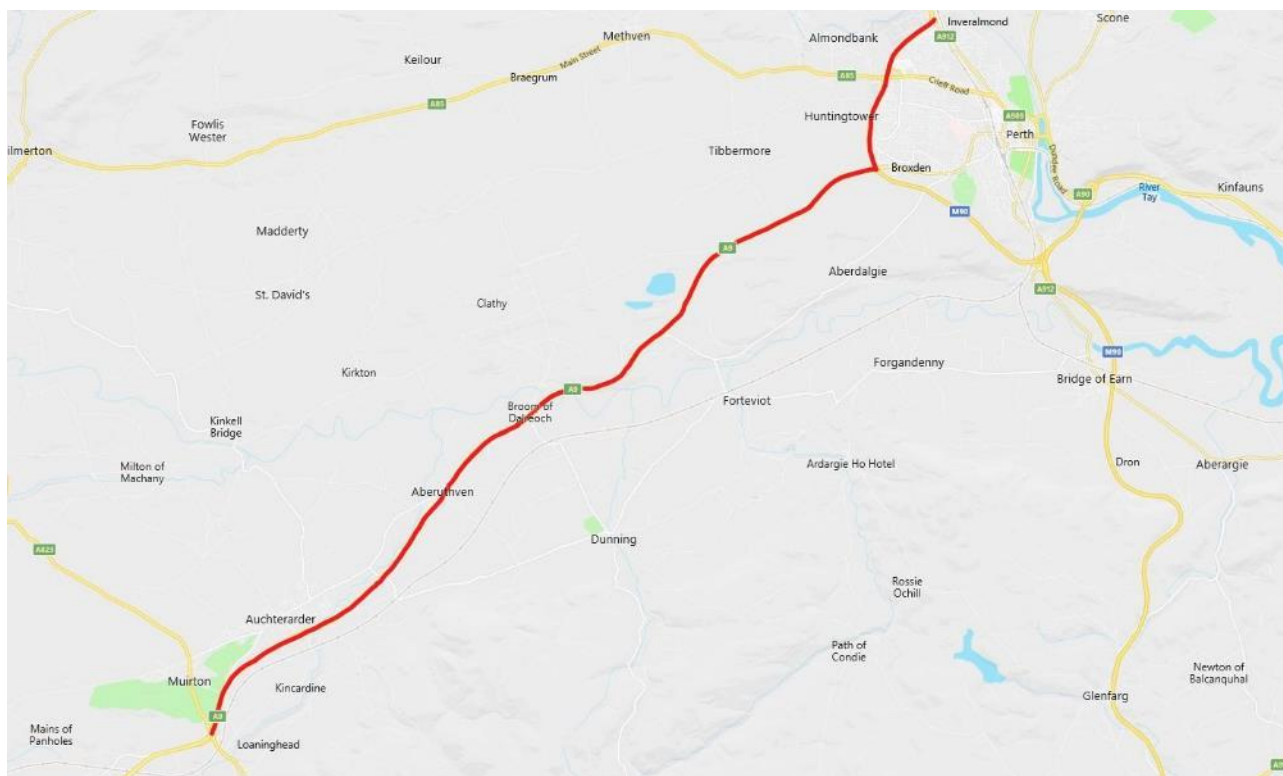 Inveralmond
Scone
Methven
Almondbank
A912
Keilour
Main Street
Braegrum
A85
Crieff Road
A85
Fowlis
Wester
Huntingtower
A989
Perth
ilmerton
Tibbermore
Dundee Road
Broxden
River
Tay
Kinfauns
A90
M90
Madderty
A9
Aberdalgie
St. David's
Clathy
A912
M90
Kirkton
Forgandenny
Bridge of Earn
A9
Broom of
Dalreoch
Forteviot
Kinkell
Bridge
Milton of
Machany
Ardargie Ho Hotel
Dron
Aberargie
Aberuthven
Dunning
A823
Rossie
Ochill
Auchterarder
Path of
Condie
Muirton
Kincardine
Newton of
Balcanquhal
Glenfarg
A9
Mains of
Panholes
Loaninghead